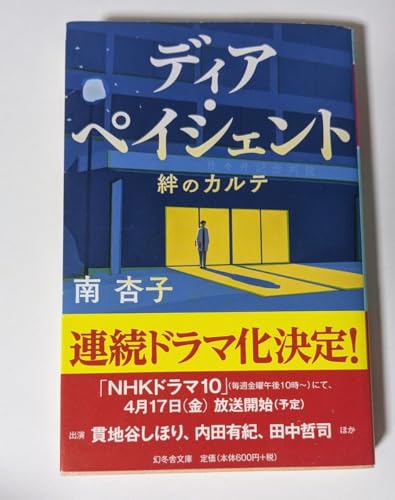 ディア・
ペイシェント
絆のカルテ
南 杏子
連続ドラマ化決定!
「NHKドラマ10」(毎週金曜午後10時〜)にて、
4月17日(金) 放送開始(予定)
出演 貫地谷しほり、内田有紀、田中哲司 ほか
幻冬舎文庫 定価(本体600円+税)